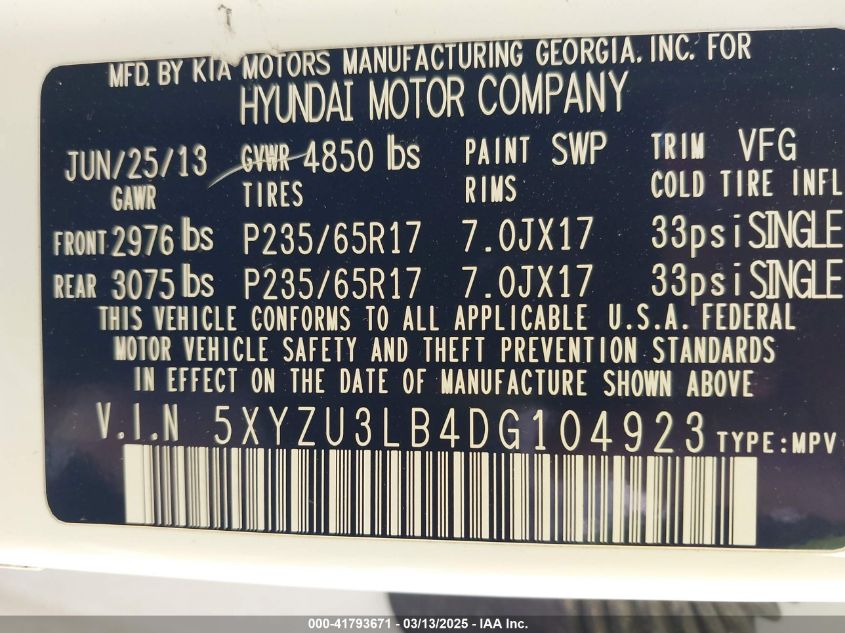 MFD. BY KIA MOTORS MANUFACTURING GEORGIA. INC. FOR
HYUNDAI MOTOR COMPANY
JUN/25/13 GVWR 4850 lbs PAINT SWP TRIM VFG
GAWR TIRES RIMS COLD TIRE INFL
FRONT 2976 lbs P235/65R17 7.0JX17 33psi SINGLE
REAR 3075 lbs P235/65R17 7.0JX17 33psi SINGLE
THIS VEHICLE CONFORMS TO ALL APPLICABLE U.S.A. FEDERAL
MOTOR VEHICLE SAFETY AND THEFT PREVENTION STANDARDS
IN EFFECT ON THE DATE OF MANUFACTURE SHOWN ABOVE
V.I.N 5XYZU3LB4DG104923 TYPE:MPV
000-41793671 - 03/13/2025 - IAA Inc.